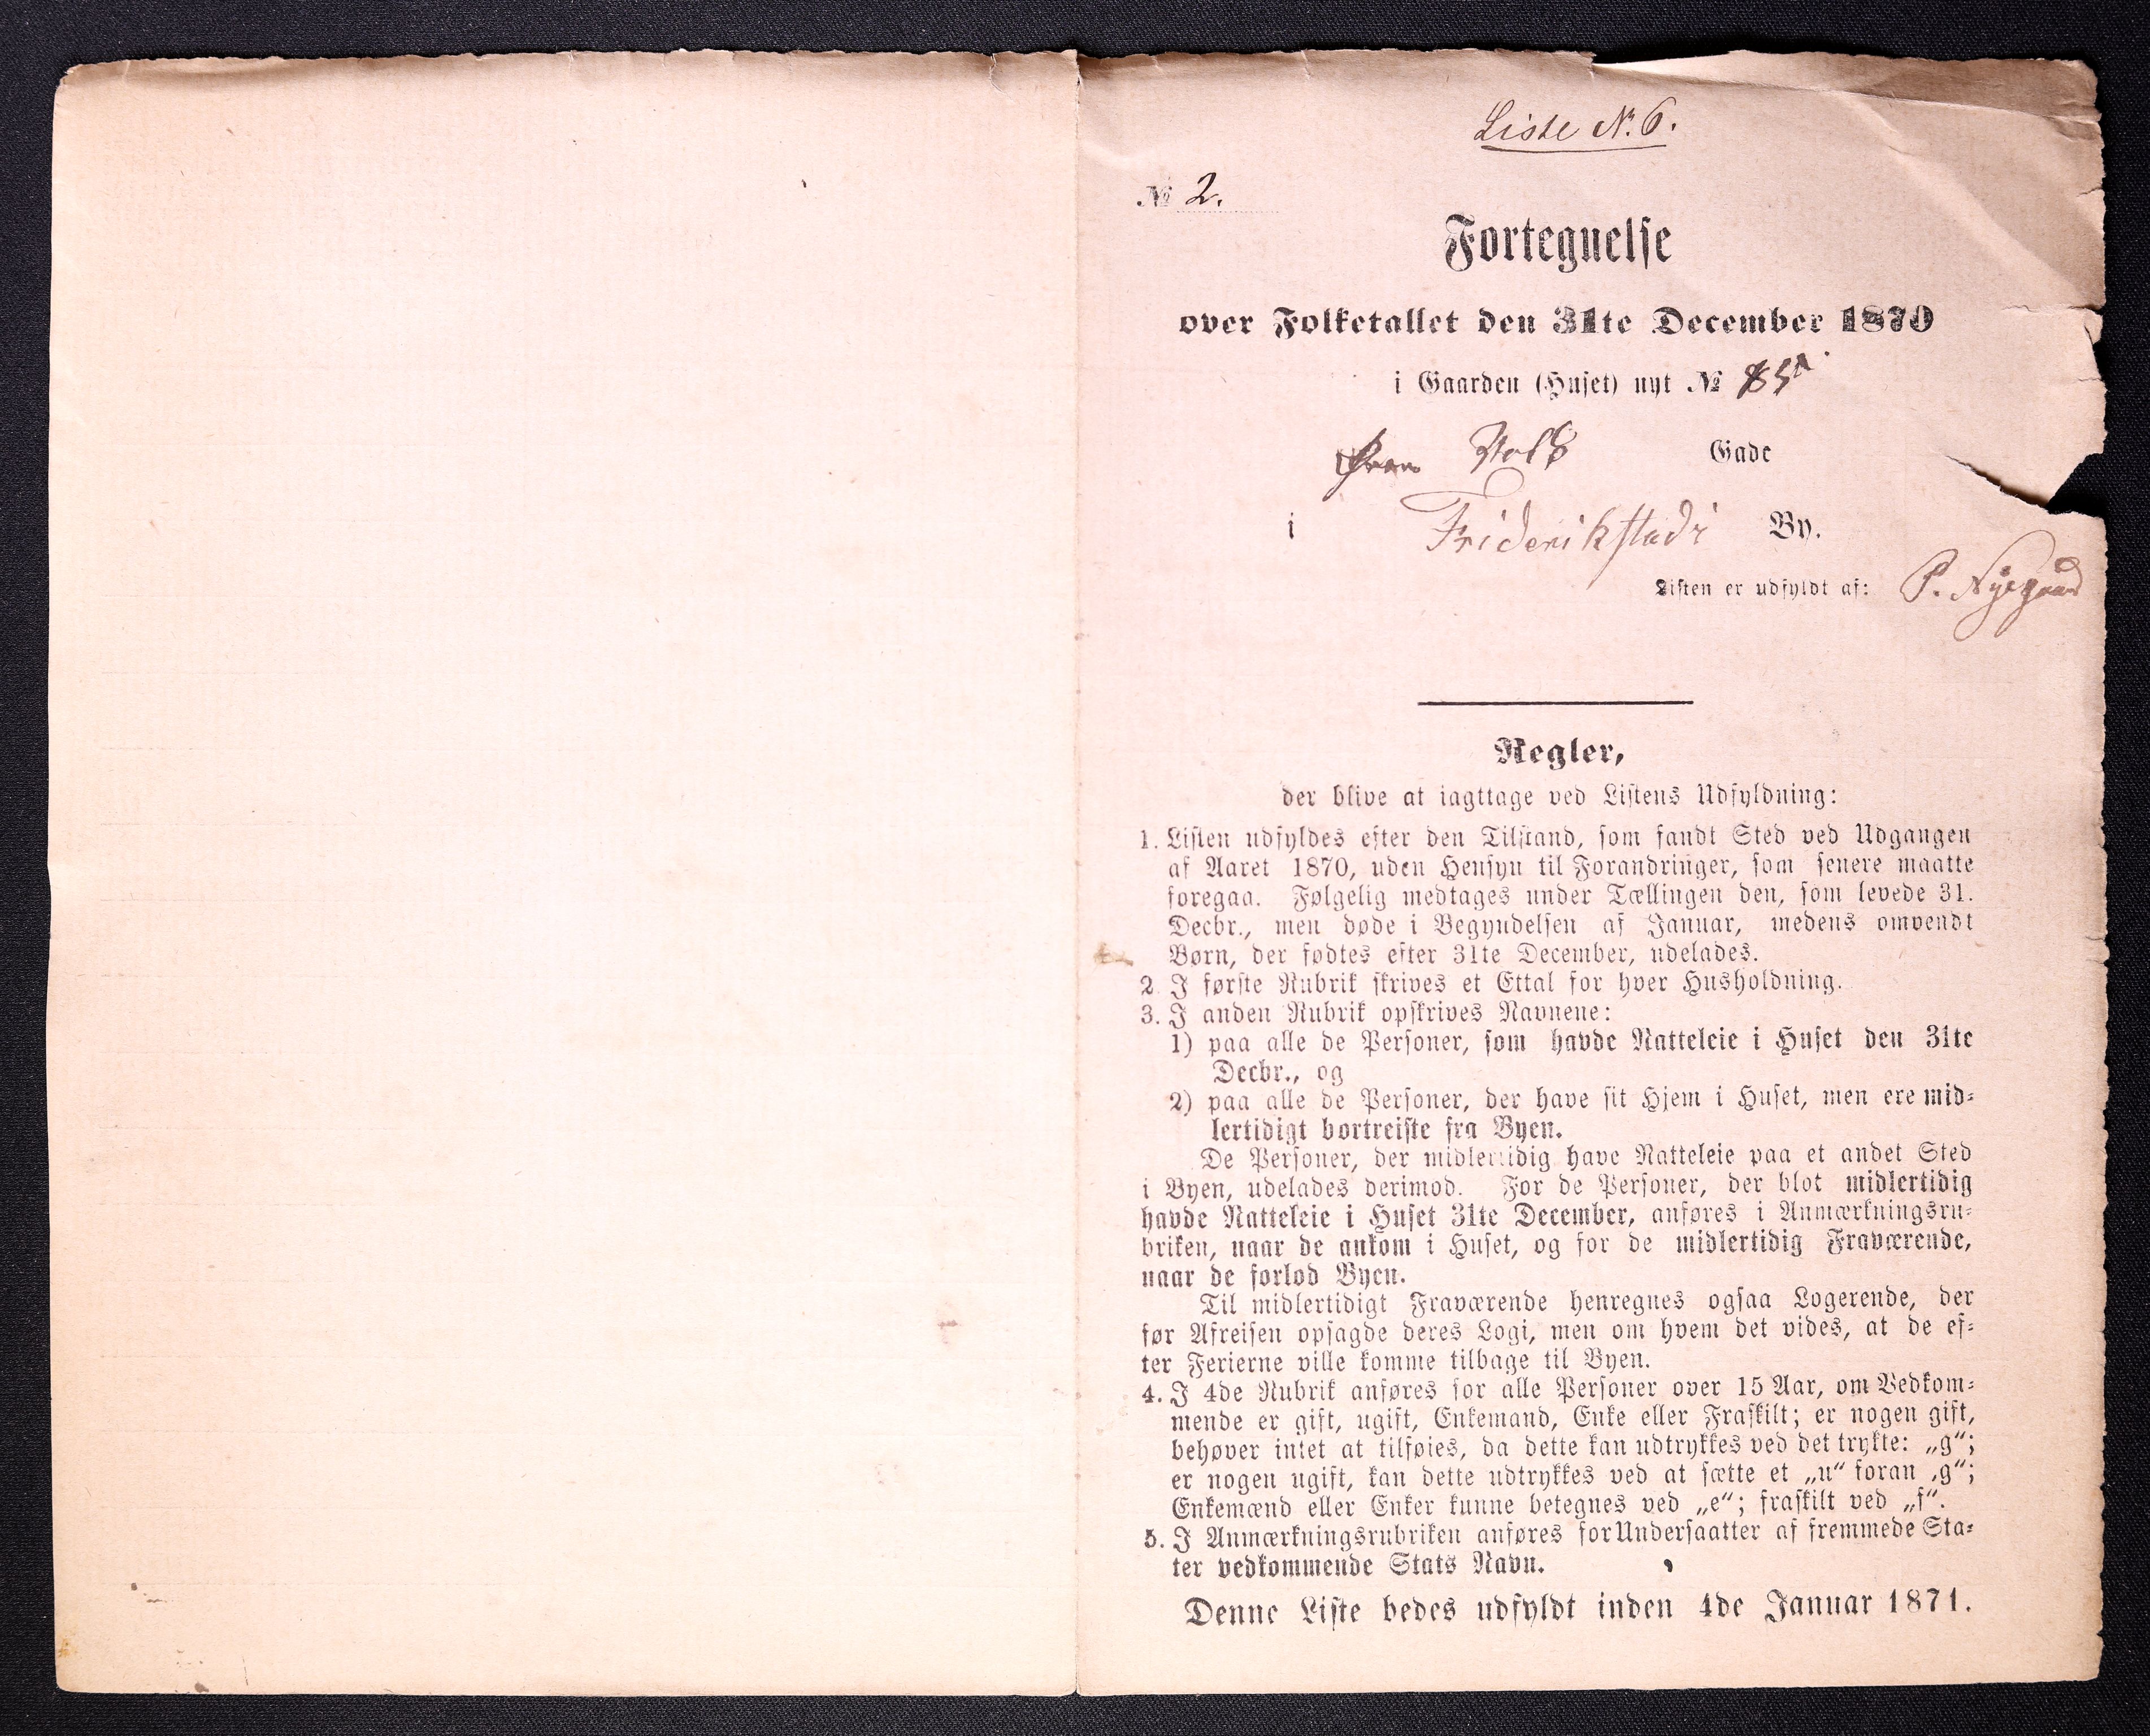 Liste N. 6.
№ 2.
Fortegnelse
over Folketallet den 31te December 1870
i Gaarden (Huset) nyt № 85A
Vold Gade
i Friderikstads By.
Listen er udfyldt af: P. Nyegaard
Regler,
der blive at iagttage ved Listens Udfyldning:
1. Listen udfyldes efter den Tilstand, som fandt Sted ved Udgangen
af Aaret 1870, uden Hensyn til Forandringer, som senere maatte
foregaa. Følgelig medtages under Tællingen den, som levede 31.
Decbr., men døde i Begyndelsen af Januar, medens omvendt
Børn, der fødtes efter 31te December, udelades.
2. I første Rubrik skrives et Ettal for hver Husholdning.
3. I anden Rubrik opskrives Navnene:
1) paa alle de Personer, som havde Natteleie i Huset den 31te
Decbr., og
2) paa alle de Personer, der have sit Hjem i Huset, men ere mid-
lertidigt bortreiste fra Byen.
De Personer, der midlertidig have Natteleie paa et andet Sted
i Byen, udelades derimod. For de Personer, der blot midlertidig
havde Natteleie i Huset 31te December, anføres i Anmærkningsru-
briken, naar de ankom i Huset, og for de midlertidig Fraværende,
naar de forlod Byen.
Til midlertidigt Fraværende henregnes ogsaa Logerende, der
før Afreisen opsagde deres Logi, men om hvem det vides, at de ef-
ter Ferierne ville komme tilbage til Byen.
4. I 4de Rubrik anføres for alle Personer over 15 Aar, om Vedkom-
mende er gift, ugift, Enkemand, Enke eller Fraskilt; er nogen gift,
behøver intet at tilføies, da dette kan udtrykkes ved det trykte: „g“;
er nogen ugift, kan dette udtrykkes ved at sætte et „u“ foran „g“;
Enkemænd eller Enker kunne betegnes ved „e“; fraskilt ved „f“.
5. I Anmærkningsrubriken anføres for Undersaatter af fremmede Sta-
ter vedkommende Stats Navn.
Denne Liste bedes udfyldt inden 4de Januar 1871.